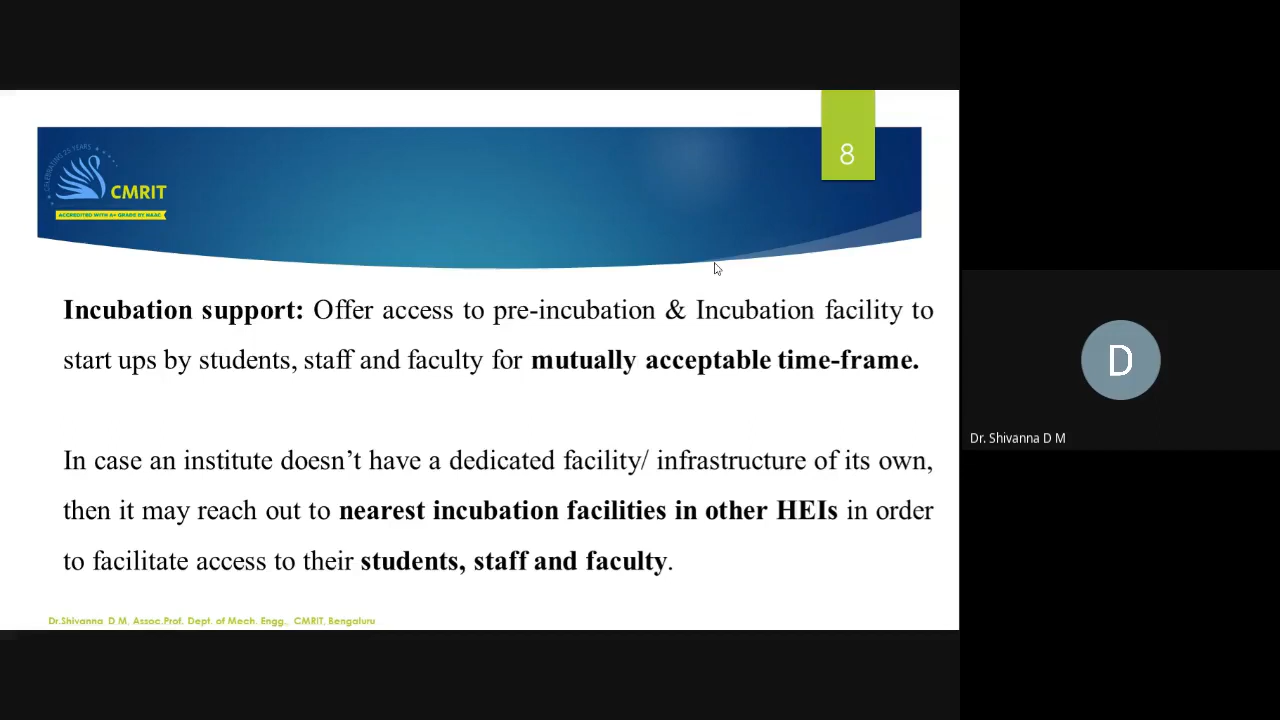 8
CELEBRATING 25 YEARS
CMRIT
ACCREDITED WITH A+ GRADE BY NAAC
Incubation support: Offer access to pre-incubation & Incubation facility to
start ups by students, staff and faculty for mutually acceptable time-frame.
In case an institute doesn’t have a dedicated facility/ infrastructure of its own,
then it may reach out to nearest incubation facilities in other HEIs in order
to facilitate access to their students, staff and faculty.
Dr.Shivanna D M, Assoc.Prof. Dept. of Mech. Engg., CMRIT, Bengaluru
D
Dr. Shivanna D M